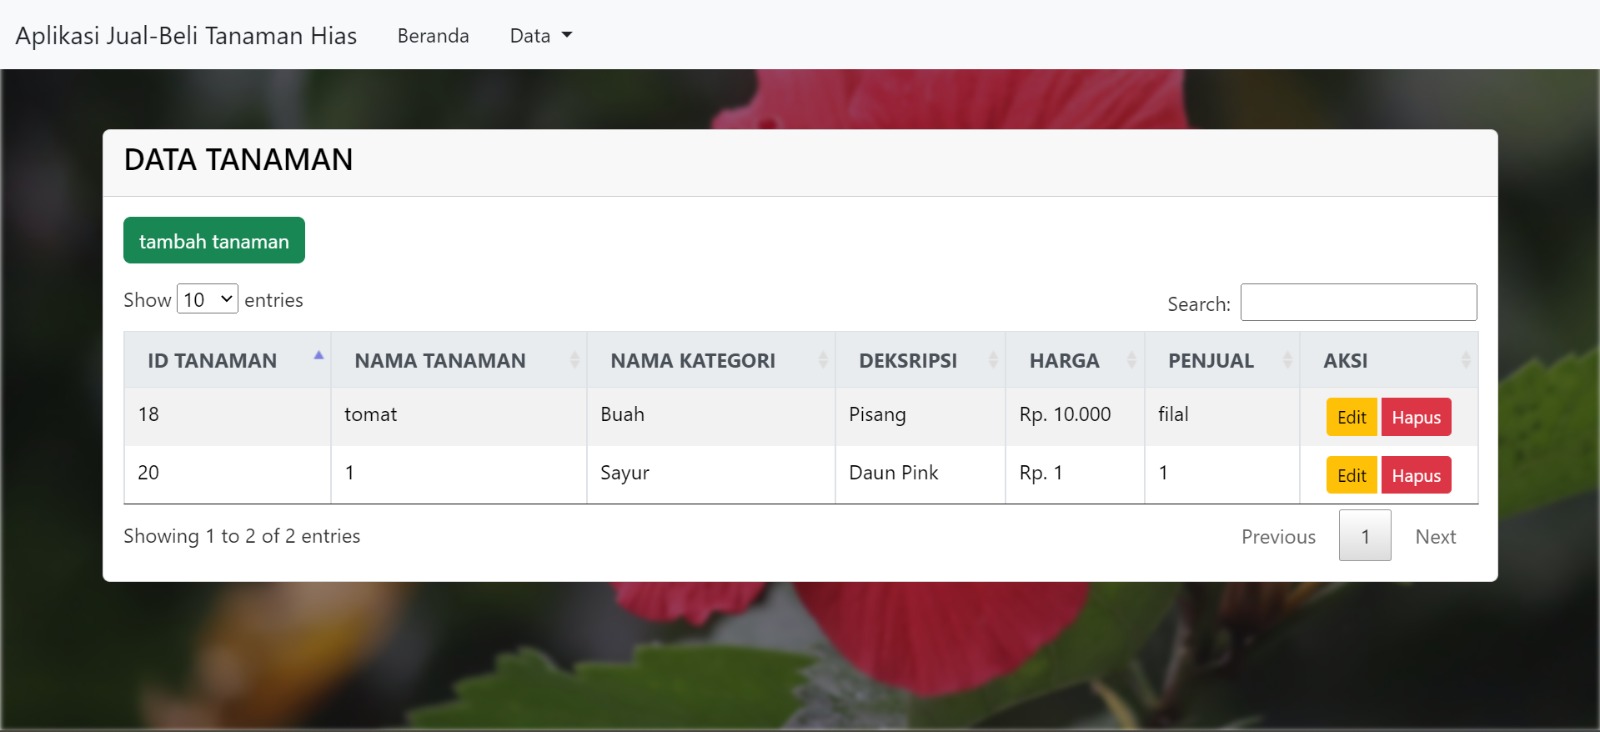 Aplikasi Jual-Beli Tanaman Hias Beranda Data
DATA TANAMAN
tambah tanaman
Show 10 entries Search:
ID TANAMAN NAMA TANAMAN NAMA KATEGORI DEKSRIPSI HARGA PENJUAL AKSI
18 tomat Buah Pisang Rp. 10.000 filal Edit Hapus
20 1 Sayur Daun Pink Rp. 1 1 Edit Hapus
Showing 1 to 2 of 2 entries Previous 1 Next